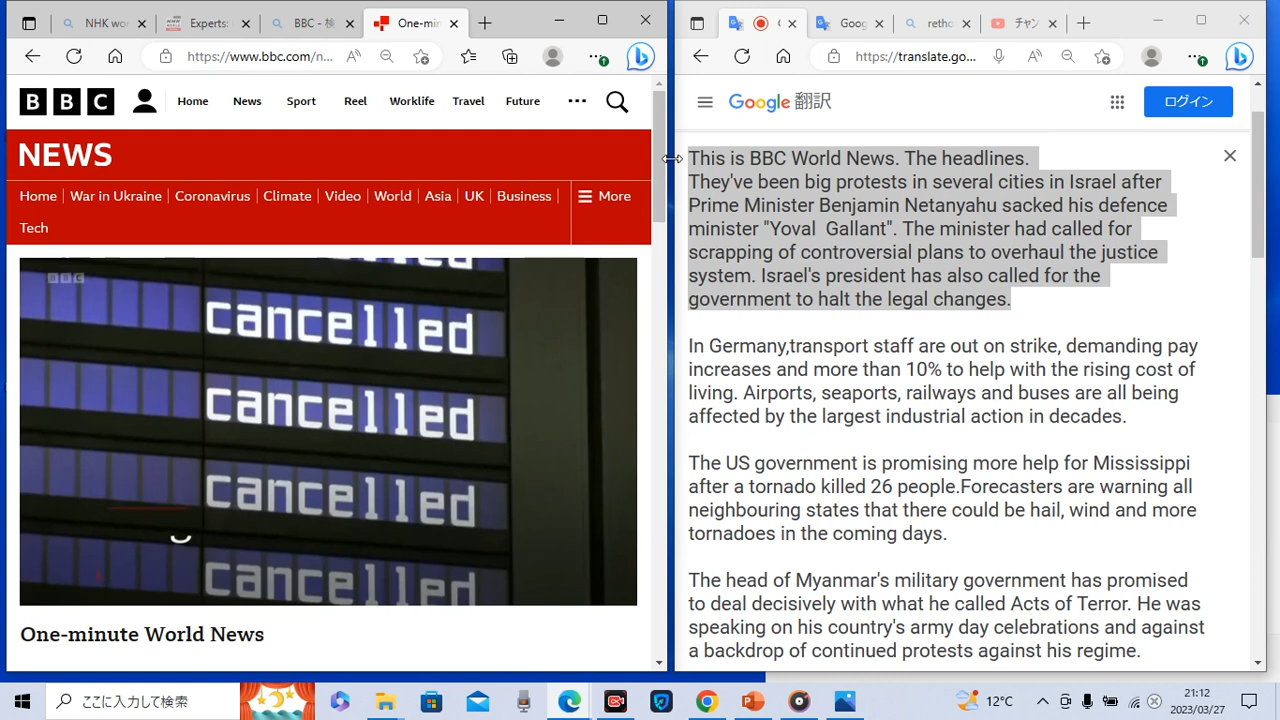 NHK wor
Experts:
BBC - 検
One-min
https://www.bbc.com/n...
B B C
Home
News
Sport
Reel
Worklife
Travel
Future
NEWS
Home
War in Ukraine
Coronavirus
Climate
Video
World
Asia
UK
Business
More
Tech
BBC
cancelled
cancelled
cancelled
cancelled
One-minute World News
Goog
retho
チャン
https://translate.go...
Google 翻訳
ログイン
This is BBC World News. The headlines.
They've been big protests in several cities in Israel after
Prime Minister Benjamin Netanyahu sacked his defence
minister "Yoval  Gallant". The minister had called for
scrapping of controversial plans to overhaul the justice
system. Israel's president has also called for the
government to halt the legal changes.
In Germany,transport staff are out on strike, demanding pay
increases and more than 10% to help with the rising cost of
living. Airports, seaports, railways and buses are all being
affected by the largest industrial action in decades.
The US government is promising more help for Mississippi
after a tornado killed 26 people.Forecasters are warning all
neighbouring states that there could be hail, wind and more
tornadoes in the coming days.
The head of Myanmar's military government has promised
to deal decisively with what he called Acts of Terror. He was
speaking on his country's army day celebrations and against
a backdrop of continued protests against his regime.
ここに入力して検索
12°C
21:12
2023/03/27